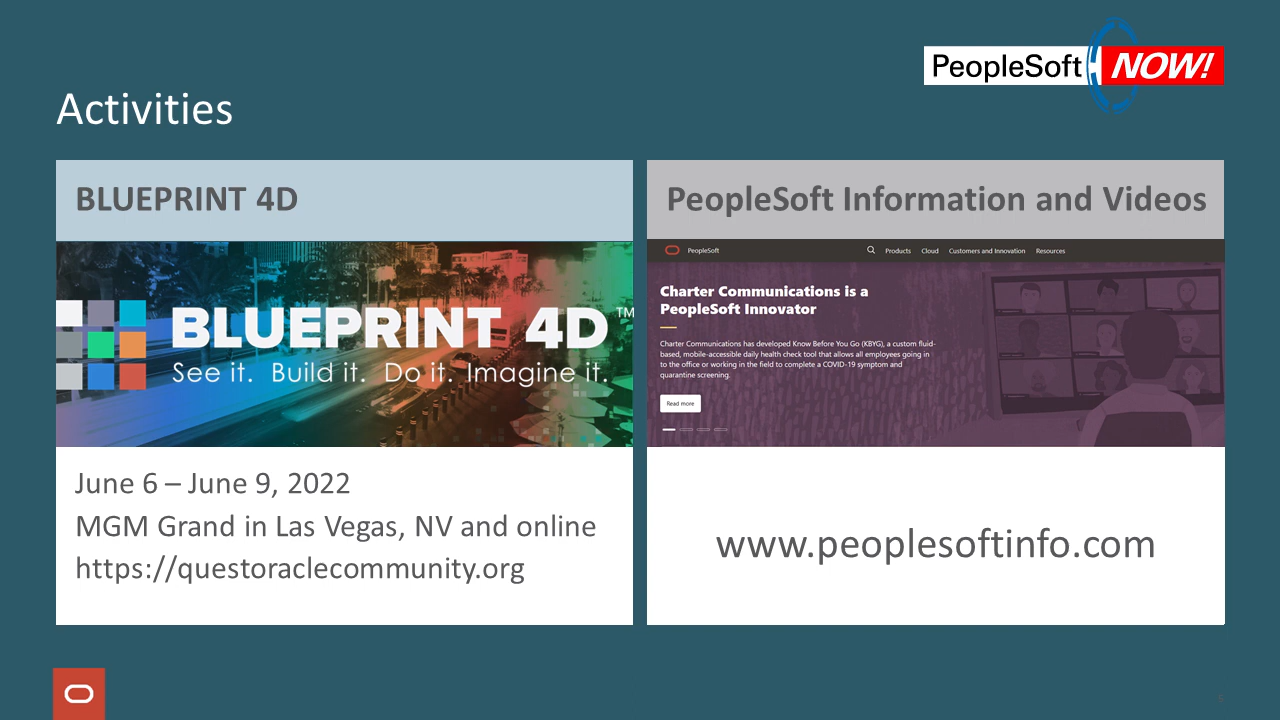 PeopleSoft NOW!
Activities
BLUEPRINT 4D
BLUEPRINT 4D™
See it. Build it. Do it. Imagine it.
June 6 – June 9, 2022
MGM Grand in Las Vegas, NV and online
https://questoraclecommunity.org
PeopleSoft Information and Videos
PeopleSoft Products Cloud Customers and Innovation Resources
Charter Communications is a
PeopleSoft Innovator
Charter Communications has developed Know Before You Go (KBYG), a custom fluid-
based, mobile-accessible daily health check tool that allows all employees going in
to the office or working in the field to complete a COVID-19 symptom and
quarantine screening.
Read more
www.peoplesoftinfo.com